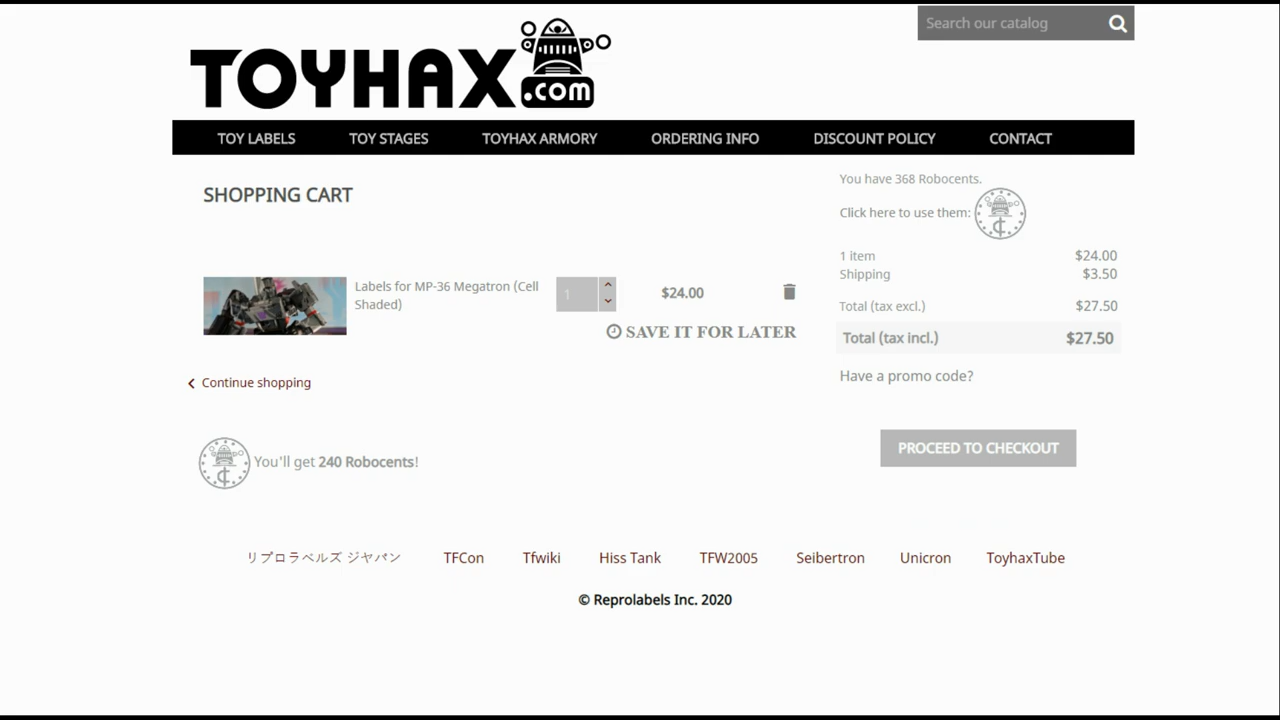 Search our catalog
TOYHAX
.com
TOY LABELS TOY STAGES TOYHAX ARMORY ORDERING INFO DISCOUNT POLICY CONTACT
SHOPPING CART
You have 368 Robocents.
Click here to use them:
1 item $24.00
Shipping $3.50
Total (tax excl.) $27.50
Total (tax incl.) $27.50
Have a promo code?
PROCEED TO CHECKOUT
Labels for MP-36 Megatron (Cell
Shaded)
1
$24.00
SAVE IT FOR LATER
Continue shopping
You'll get 240 Robocents!
リプロラベルズ ジャパン TFCon Tfwiki Hiss Tank TFW2005 Seibertron Unicron ToyhaxTube
© Reprolabels Inc. 2020